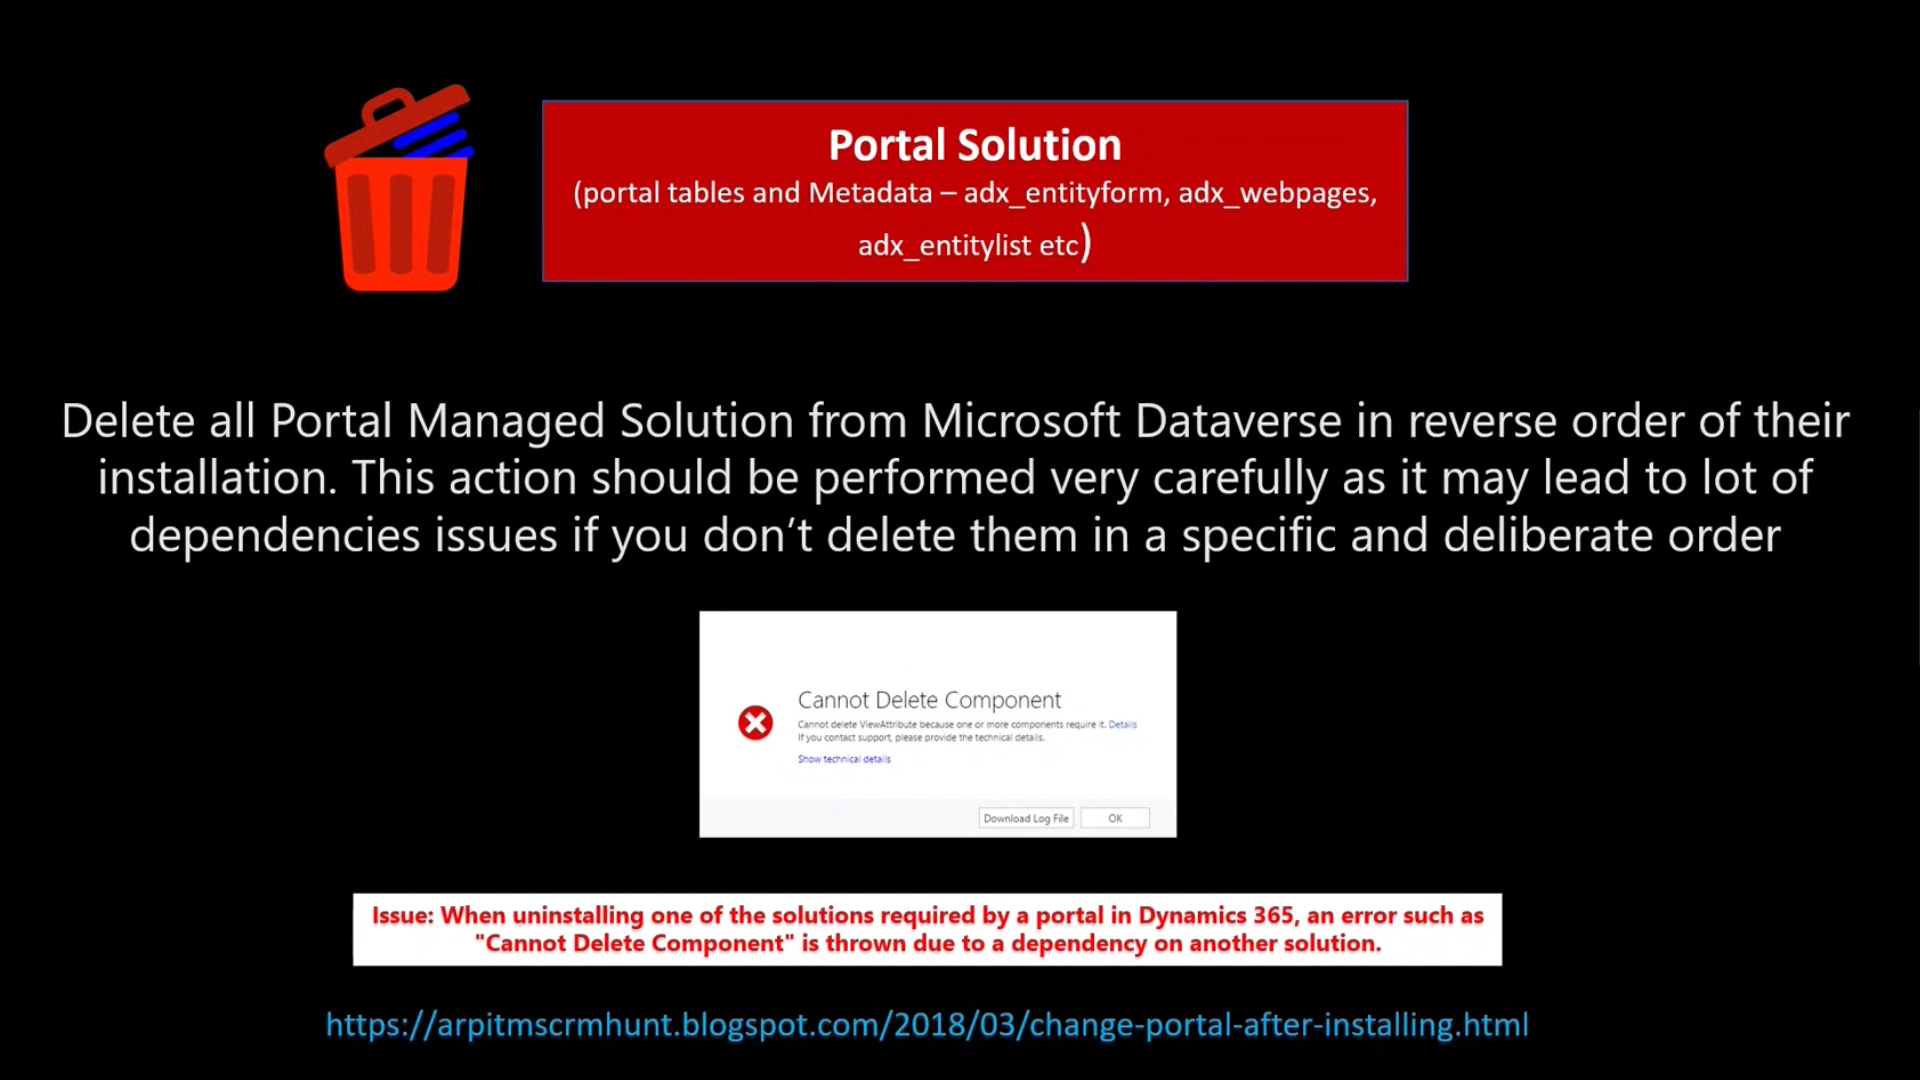 Portal Solution
(portal tables and Metadata – adx_entityform, adx_webpages,
adx_entitylist etc)
Delete all Portal Managed Solution from Microsoft Dataverse in reverse order of their
installation. This action should be performed very carefully as it may lead to lot of
dependencies issues if you don’t delete them in a specific and deliberate order
Cannot Delete Component
Cannot delete ViewAttribute because one or more components require it. Details
If you contact support, please provide the technical details.
Show technical details
Download Log File
OK
Issue: When uninstalling one of the solutions required by a portal in Dynamics 365, an error such as
"Cannot Delete Component" is thrown due to a dependency on another solution.
https://arpitmscrmhunt.blogspot.com/2018/03/change-portal-after-installing.html